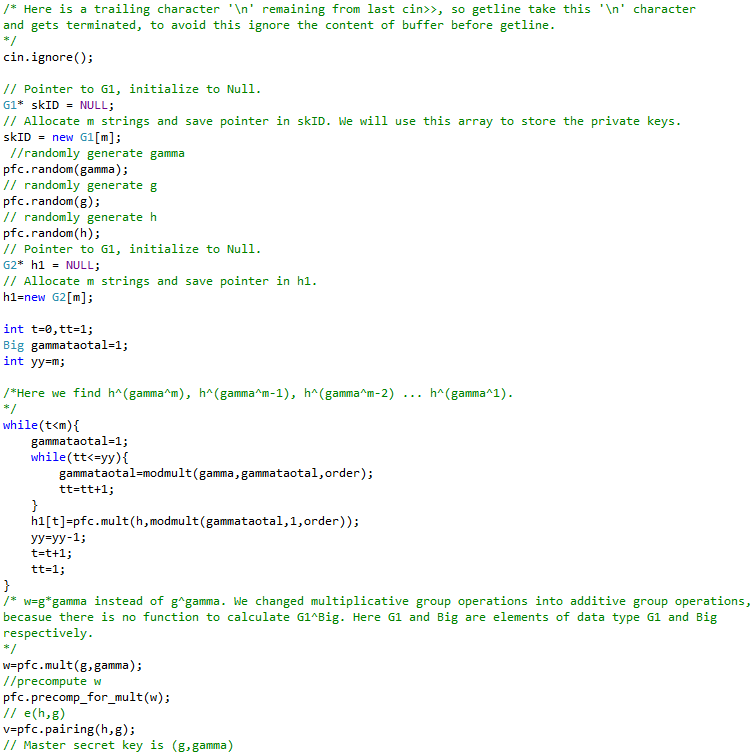 /* Here is a trailing character '\n' remaining from last cin>>, so getline take this '\n' character
and gets terminated, to avoid this ignore the content of buffer before getline.
*/
cin.ignore();

// Pointer to G1, initialize to Null.
G1* skID = NULL;
// Allocate m strings and save pointer in skID. We will use this array to store the private keys.
skID = new G1[m];
 //randomly generate gamma
pfc.random(gamma);
// randomly generate g
pfc.random(g);
// randomly generate h
pfc.random(h);
// Pointer to G1, initialize to Null.
G2* h1 = NULL;
// Allocate m strings and save pointer in h1.
h1=new G2[m];

int t=0,tt=1;
Big gammataotal=1;
int yy=m;

/*Here we find h^(gamma^m), h^(gamma^m-1), h^(gamma^m-2) ... h^(gamma^1).
*/
while(t<m){
    gammataotal=1;
    while(tt<=yy){
        gammataotal=modmult(gamma,gammataotal,order);
        tt=tt+1;
    }
    h1[t]=pfc.mult(h,modmult(gammataotal,1,order));
    yy=yy-1;
    t=t+1;
    tt=1;
}
/* w=g*gamma instead of g^gamma. We changed multiplicative group operations into additive group operations,
becasue there is no function to calculate G1^Big. Here G1 and Big are elements of data type G1 and Big
respectively.
*/
w=pfc.mult(g,gamma);
//precompute w
pfc.precomp_for_mult(w);
// e(h,g)
v=pfc.pairing(h,g);
// Master secret key is (g,gamma)